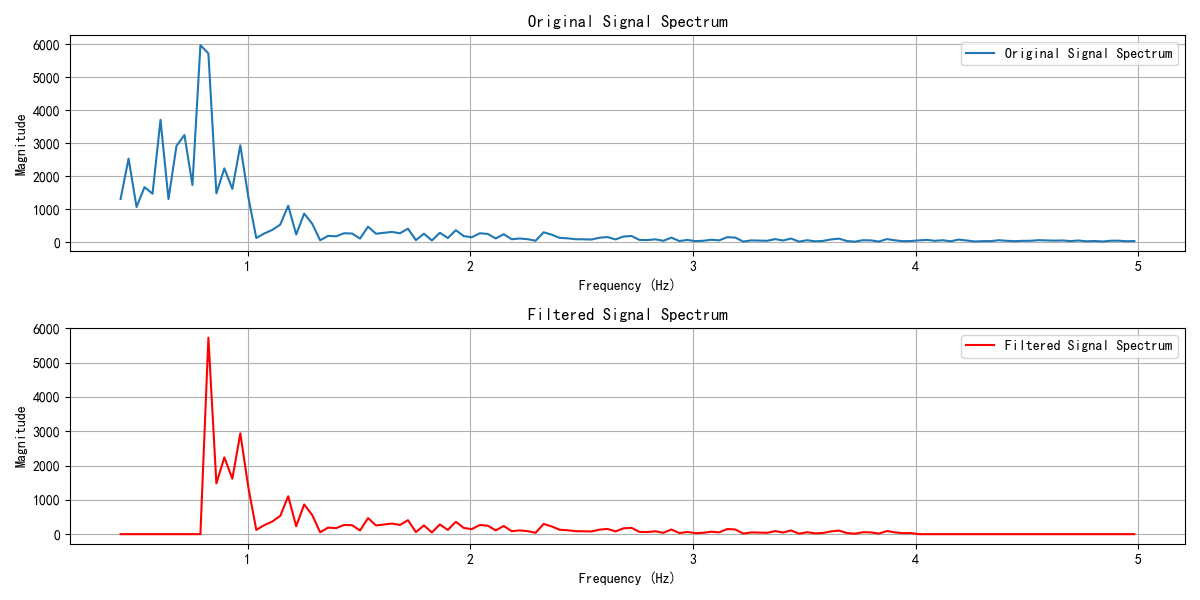 Original Signal Spectrum
6000
5000
4000
3000
2000
1000
0
Magnitude
Original Signal Spectrum
1 2 3 4 5
Frequency (Hz)
Filtered Signal Spectrum
6000
5000
4000
3000
2000
1000
0
Magnitude
Filtered Signal Spectrum
1 2 3 4 5
Frequency (Hz)